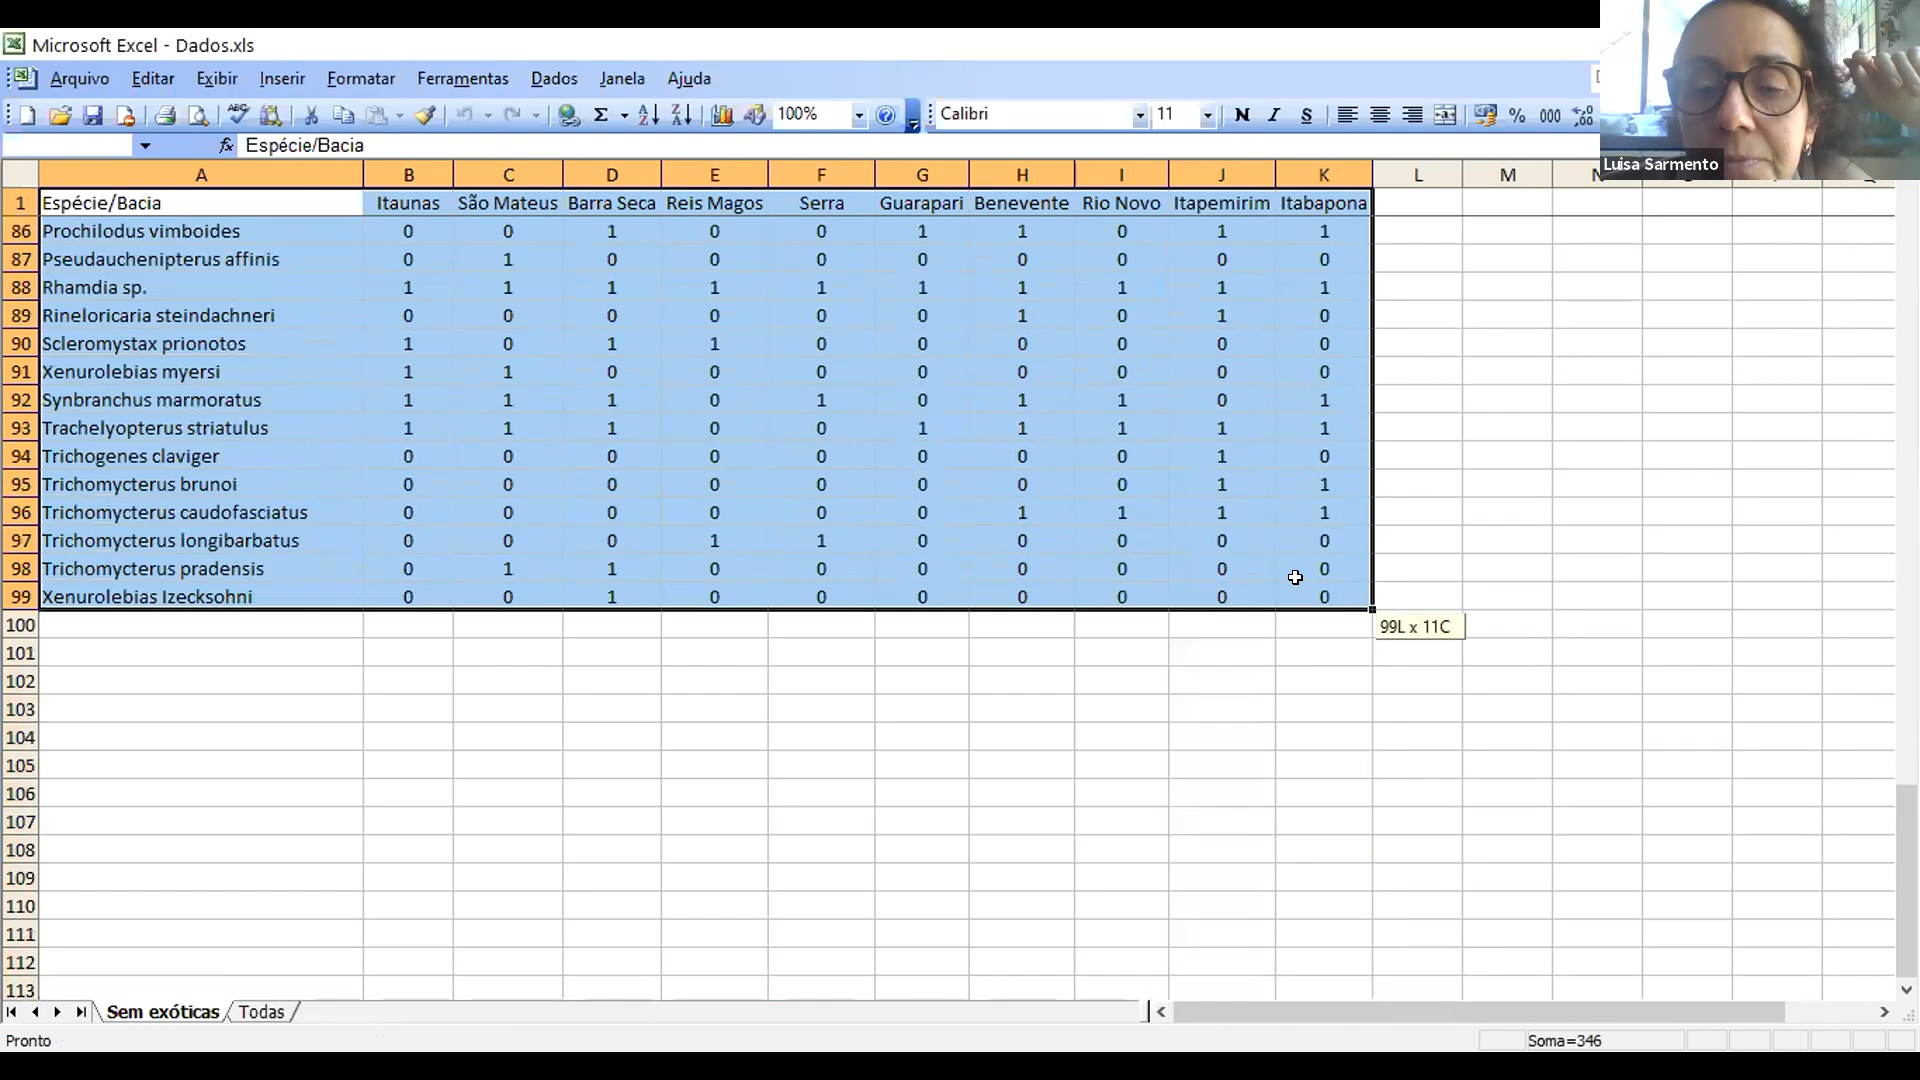 Microsoft Excel - Dados.xls
Arquivo Editar Exibir Inserir Formatar Ferramentas Dados Janela Ajuda
100% Calibri 11 N I S % 000
fx Espécie/Bacia
Luisa Sarmento
A B C D E F G H I J K L M
1 Espécie/Bacia Itaunas São Mateus Barra Seca Reis Magos Serra Guarapari Benevente Rio Novo Itapemirim Itabapona
86 Prochilodus vimboides 0 0 1 0 0 1 1 0 1 1
87 Pseudauchenipterus affinis 0 1 0 0 0 0 0 0 0 0
88 Rhamdia sp. 1 1 1 1 1 1 1 1 1 1
89 Rineloricaria steindachneri 0 0 0 0 0 0 1 0 1 0
90 Scleromystax prionotos 1 0 1 1 0 0 0 0 0 0
91 Xenurolebias myersi 1 1 0 0 0 0 0 0 0 0
92 Synbranchus marmoratus 1 1 1 0 1 0 1 1 0 1
93 Trachelyopterus striatulus 1 1 1 0 0 1 1 1 1 1
94 Trichogenes claviger 0 0 0 0 0 0 0 0 1 0
95 Trichomycterus brunoi 0 0 0 0 0 0 0 0 1 1
96 Trichomycterus caudofasciatus 0 0 0 0 0 0 1 1 1 1
97 Trichomycterus longibarbatus 0 0 0 1 1 0 0 0 0 0
98 Trichomycterus pradensis 0 1 1 0 0 0 0 0 0 0
99 Xenurolebias Izecksohni 0 0 1 0 0 0 0 0 0 0
100
99L x 11C
101
102
103
104
105
106
107
108
109
110
111
112
113
Sem exóticas Todas
Pronto Soma=346